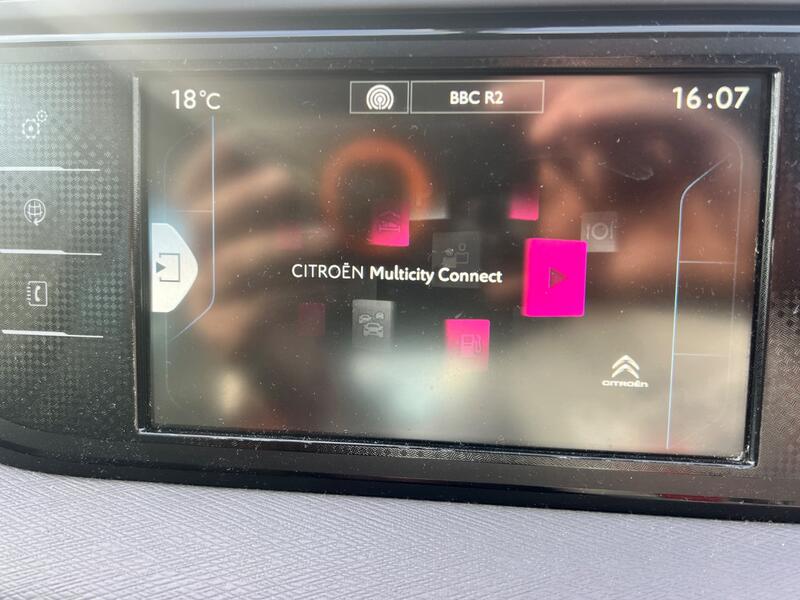 18°C
BBC R2
16:07
CITROËN Multicity Connect
CITROËN